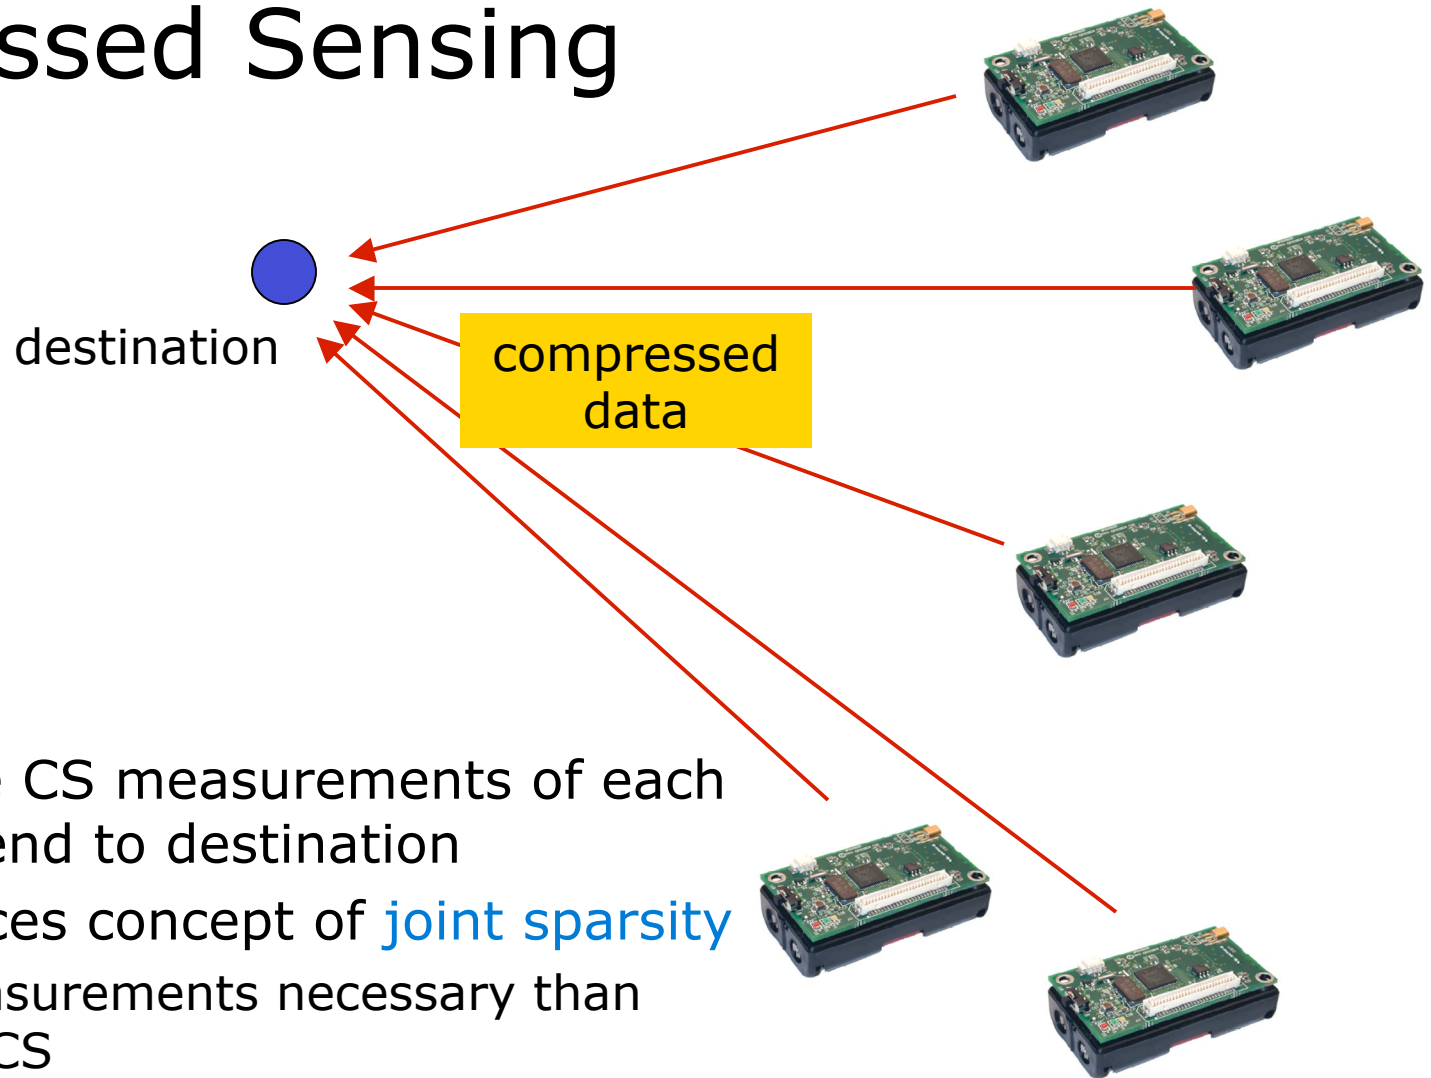 ssed Sensing
destination
compressed
data
e CS measurements of each
end to destination
ces concept of joint sparsity
asurements necessary than
CS